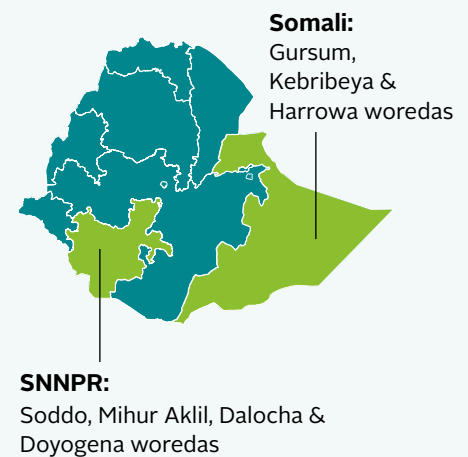 Somali:
Gursum,
Kebribeya &
Harrowa woredas
SNNPR:
Soddo, Mihur Aklil, Dalocha &
Doyogena woredas